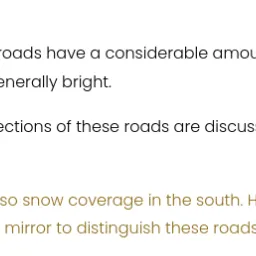 roads have a considerable amou
enerally bright.
ections of these roads are discus
so snow coverage in the south. H
mirror to distinguish these roads